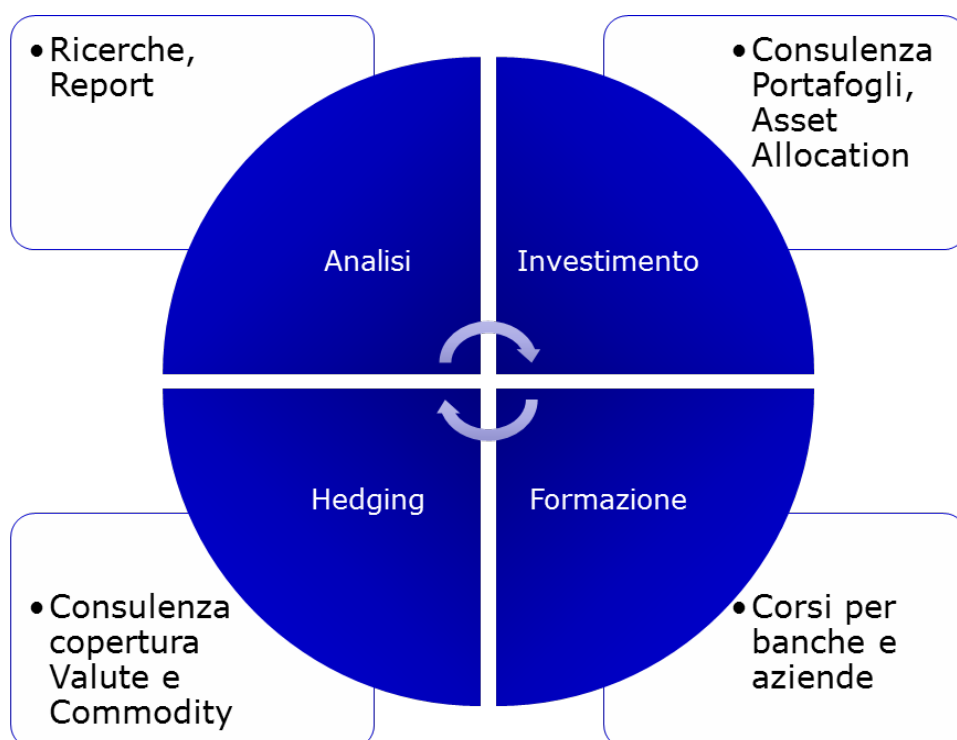 • Ricerche,
Report
• Consulenza
Portafogli,
Asset
Allocation
Analisi
Investimento
Hedging
Formazione
• Consulenza
copertura
Valute e
Commodity
• Corsi per
banche e
aziende